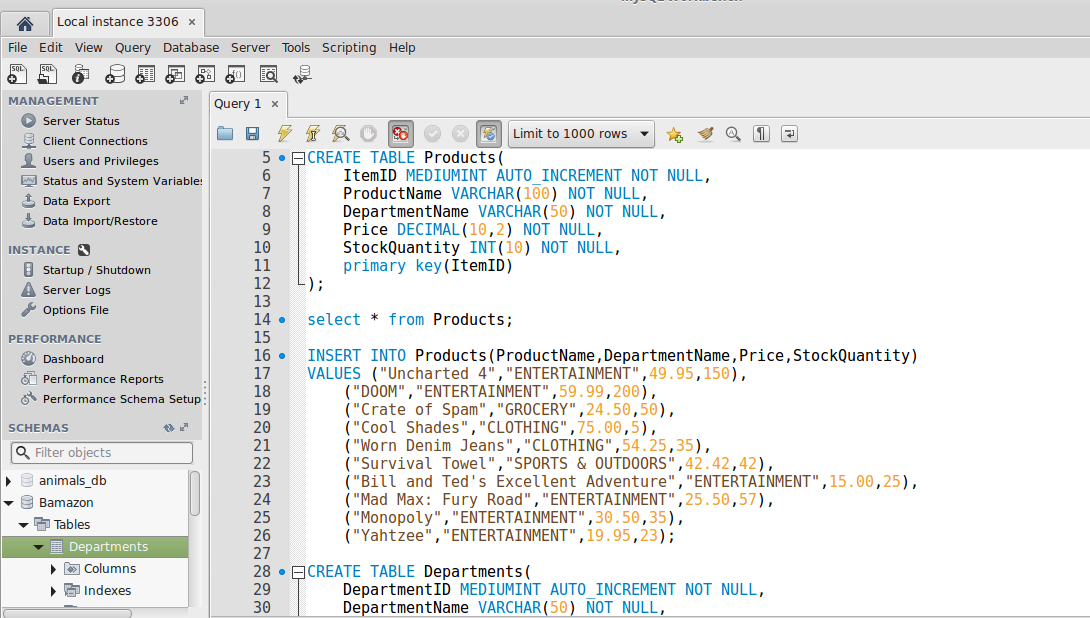 Local instance 3306 ×
File Edit View Query Database Server Tools Scripting Help
MANAGEMENT
Server Status
Client Connections
Users and Privileges
Status and System Variables
Data Export
Data Import/Restore
INSTANCE
Startup / Shutdown
Server Logs
Options File
PERFORMANCE
Dashboard
Performance Reports
Performance Schema Setup
SCHEMAS
Filter objects
animals_db
Bamazon
Tables
Departments
Columns
Indexes
Query 1 ×
Limit to 1000 rows
5 CREATE TABLE Products(
6 ItemID MEDIUMINT AUTO_INCREMENT NOT NULL,
7 ProductName VARCHAR(100) NOT NULL,
8 DepartmentName VARCHAR(50) NOT NULL,
9 Price DECIMAL(10,2) NOT NULL,
10 StockQuantity INT(10) NOT NULL,
11 primary key(ItemID)
12 );
13
14 select * from Products;
15
16 INSERT INTO Products(ProductName,DepartmentName,Price,StockQuantity)
17 VALUES ("Uncharted 4","ENTERTAINMENT",49.95,150),
18 ("DOOM","ENTERTAINMENT",59.99,200),
19 ("Crate of Spam","GROCERY",24.50,50),
20 ("Cool Shades","CLOTHING",75.00,5),
21 ("Worn Denim Jeans","CLOTHING",54.25,35),
22 ("Survival Towel","SPORTS & OUTDOORS",42.42,42),
23 ("Bill and Ted's Excellent Adventure","ENTERTAINMENT",15.00,25),
24 ("Mad Max: Fury Road","ENTERTAINMENT",25.50,57),
25 ("Monopoly","ENTERTAINMENT",30.50,35),
26 ("Yahtzee","ENTERTAINMENT",19.95,23);
27
28 CREATE TABLE Departments(
29 DepartmentID MEDIUMINT AUTO_INCREMENT NOT NULL,
30 DepartmentName VARCHAR(50) NOT NULL,